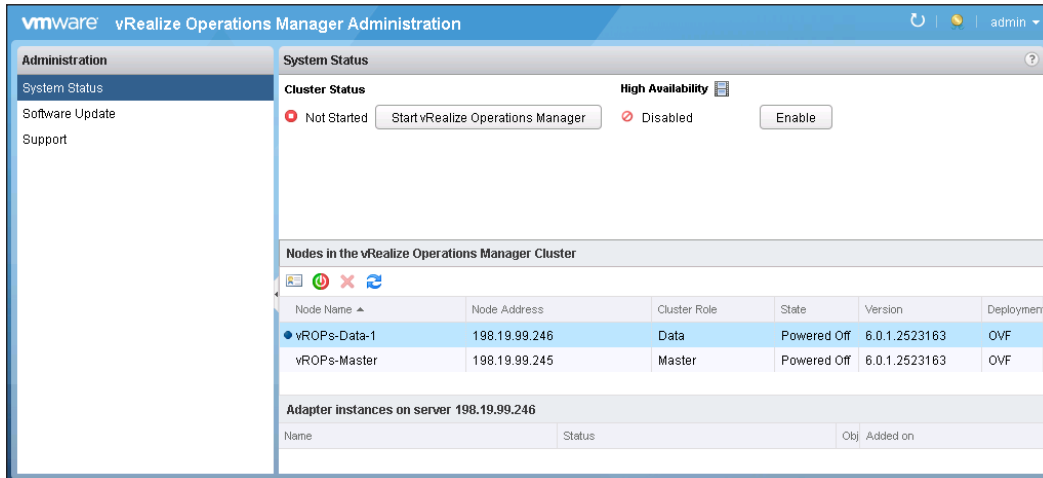 vmware vRealize Operations Manager Administration
admin
Administration
System Status
Software Update
Support
System Status
?
Cluster Status
High Availability
Not Started
Start vRealize Operations Manager
Disabled
Enable
Nodes in the vRealize Operations Manager Cluster
Node Name Node Address Cluster Role State Version Deploymen
vROPs-Data-1 198.19.99.246 Data Powered Off 6.0.1.2523163 OVF
vROPs-Master 198.19.99.245 Master Powered Off 6.0.1.2523163 OVF
Adapter instances on server 198.19.99.246
Name Status Obj Added on